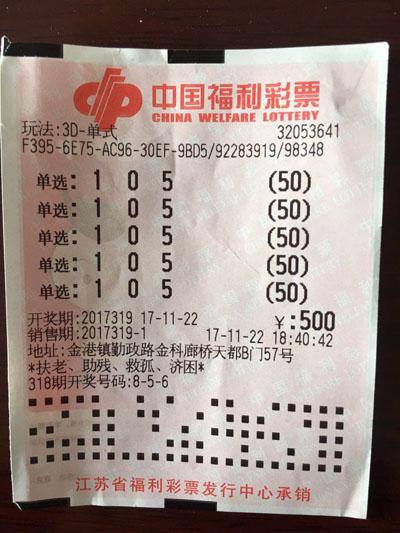 中国福利彩票
CHINA WELFARE LOTTERY
玩法:3D-单式 32053641
F395-6E75-AC96-30EF-9BD5/92283919/98348
单选:1 0 5 (50)
单选:1 0 5 (50)
单选:1 0 5 (50)
单选:1 0 5 (50)
单选:1 0 5 (50)
开奖期:2017319 17-11-22 ¥:500
销售期:2017319-1 17-11-22 18:40:42
地址:金港镇勤政路金科廊桥天都B门57号
*扶老、助残、救孤、济困*
318期开奖号码:8-5-6
江苏省福利彩票发行中心承销